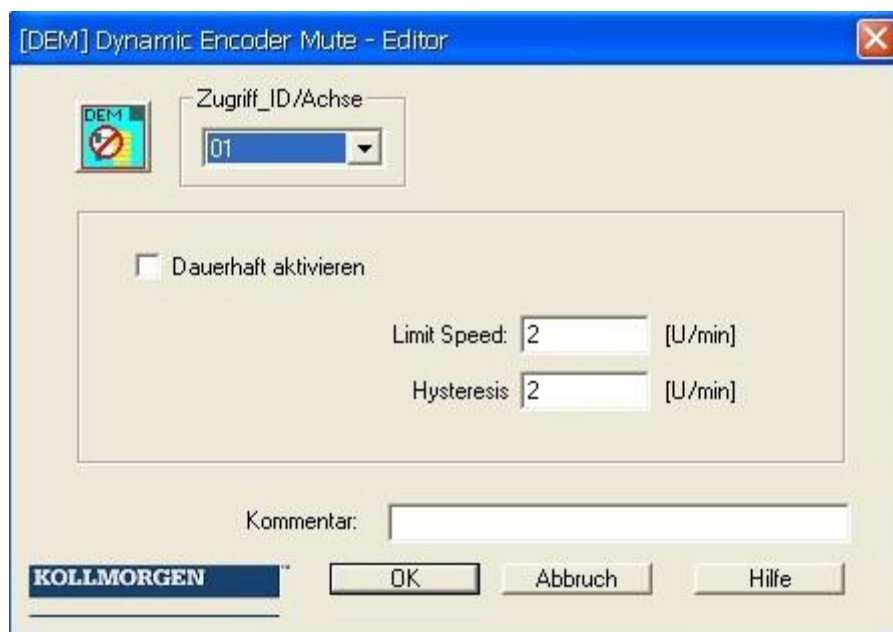 [DEM] Dynamic Encoder Mute - Editor
DEM
Zugriff_ID/Achse
01
Dauerhaft aktivieren
Limit Speed: 2 [U/min]
Hysteresis 2 [U/min]
Kommentar:
KOLLMORGEN™
OK Abbruch Hilfe